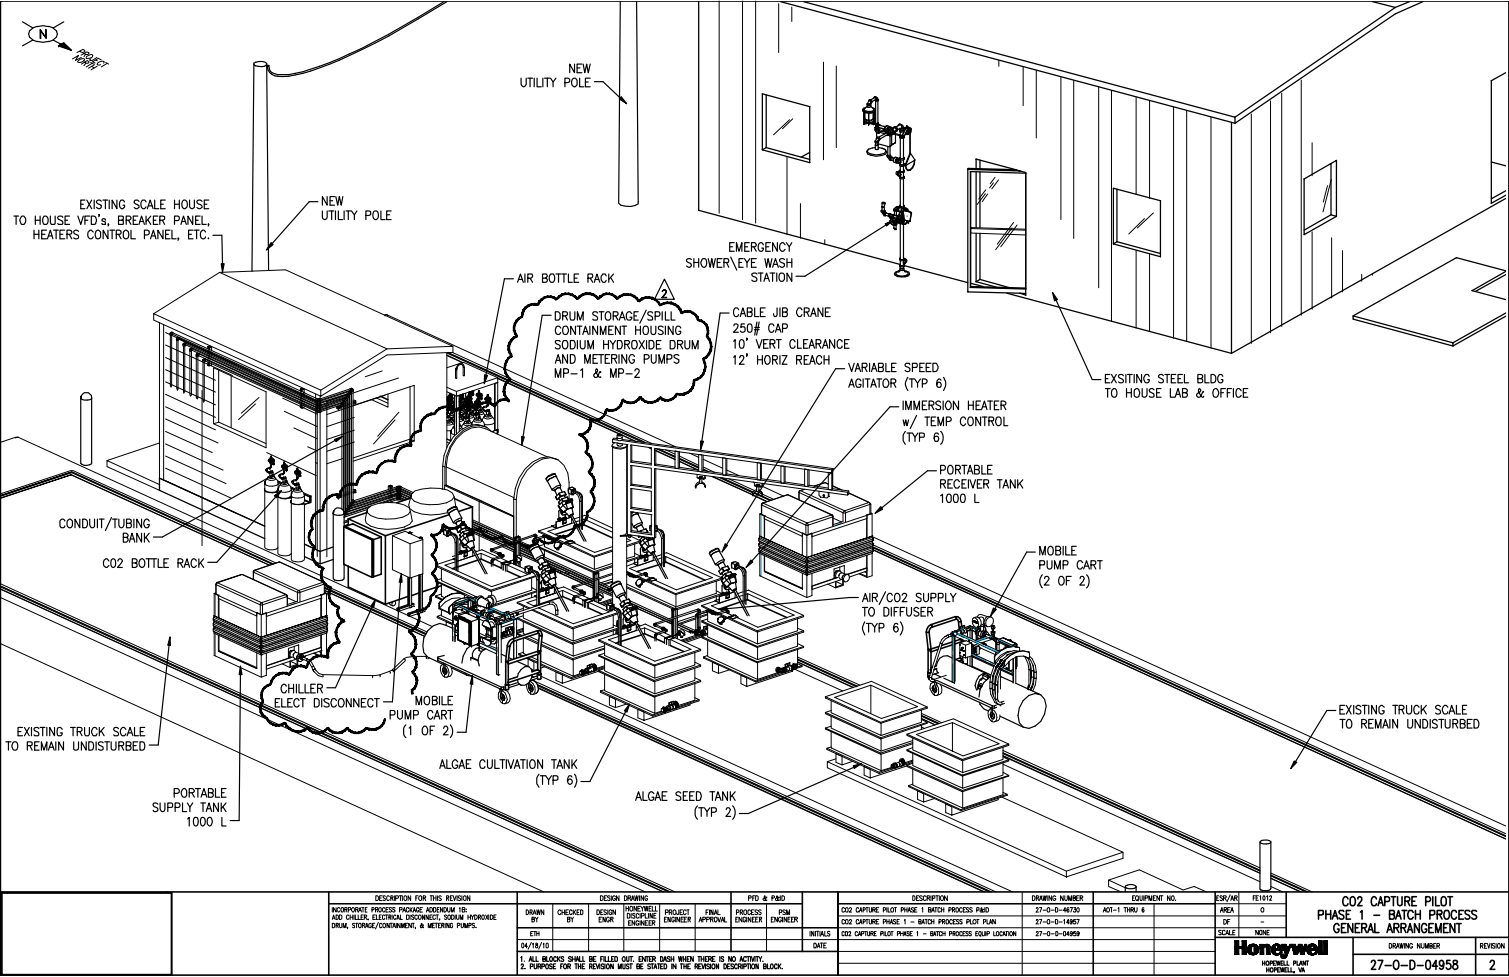 N
PROJECT
NORTH
NEW
UTILITY POLE
EXISTING SCALE HOUSE
TO HOUSE VFD's, BREAKER PANEL,
HEATERS CONTROL PANEL, ETC.
NEW
UTILITY POLE
EMERGENCY
SHOWER\EYE WASH
STATION
AIR BOTTLE RACK
2
DRUM STORAGE/SPILL
CONTAINMENT HOUSING
SODIUM HYDROXIDE DRUM
AND METERING PUMPS
MP-1 & MP-2
CABLE JIB CRANE
250# CAP
10' VERT CLEARANCE
12' HORIZ REACH
VARIABLE SPEED
AGITATOR (TYP 6)
EXSITING STEEL BLDG
TO HOUSE LAB & OFFICE
IMMERSION HEATER
w/ TEMP CONTROL
(TYP 6)
PORTABLE
RECEIVER TANK
1000 L
CONDUIT/TUBING
BANK
CO2 BOTTLE RACK
MOBILE
PUMP CART
(2 OF 2)
AIR/CO2 SUPPLY
TO DIFFUSER
(TYP 6)
CHILLER
ELECT DISCONNECT
MOBILE
PUMP CART
(1 OF 2)
EXISTING TRUCK SCALE
TO REMAIN UNDISTURBED
EXISTING TRUCK SCALE
TO REMAIN UNDISTURBED
ALGAE CULTIVATION TANK
(TYP 6)
PORTABLE
SUPPLY TANK
1000 L
ALGAE SEED TANK
(TYP 2)
DESCRIPTION FOR THIS REVISION
INCORPORATE PROCESS PACKAGE ADDENDUM 1B:
ADD CHILLER, ELECTRICAL DISCONNECT, SODIUM HYDROXIDE
DRUM, STORAGE/CONTAINMENT, & METERING PUMPS.
DESIGN DRAWING
PFD & P&ID
DRAWN BY
CHECKED BY
DESIGN ENGR
HONEYWELL DISCIPLINE ENGINEER
PROJECT ENGINEER
FINAL APPROVAL
PROCESS ENGINEER
PSM ENGINEER
ETH
INITIALS
04/18/10
DATE
1. ALL BLOCKS SHALL BE FILLED OUT. ENTER DASH WHEN THERE IS NO ACTIVITY.
2. PURPOSE FOR THE REVISION MUST BE STATED IN THE REVISION DESCRIPTION BLOCK.
DESCRIPTION DRAWING NUMBER EQUIPMENT NO.
CO2 CAPTURE PILOT PHASE 1 BATCH PROCESS P&ID 27-O-D-46730 AOT-1 THRU 6
CO2 CAPTURE PHASE 1 - BATCH PROCESS PLOT PLAN 27-O-D-14957
CO2 CAPTURE PILOT PHASE 1 - BATCH PROCESS EQUIP LOCATION 27-O-D-04959
ESR/AR FE1012
AREA 0
DF -
SCALE NONE
CO2 CAPTURE PILOT
PHASE 1 - BATCH PROCESS
GENERAL ARRANGEMENT
Honeywell
HOPEWELL PLANT
HOPEWELL, VA
DRAWING NUMBER
27-O-D-04958
REVISION
2